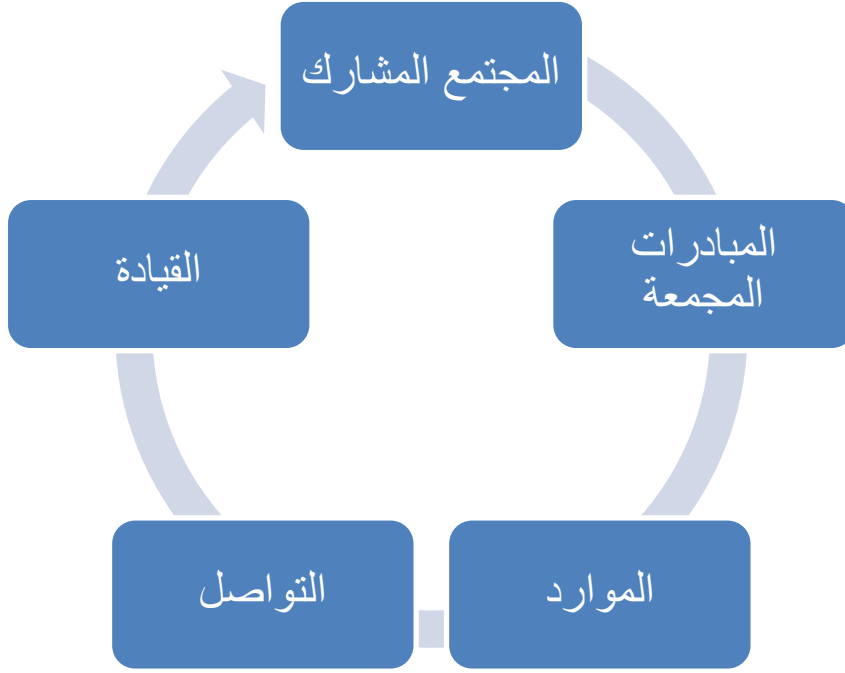 المجتمع المشارك
المبادرات
المجمعة
الموارد
التواصل
القيادة